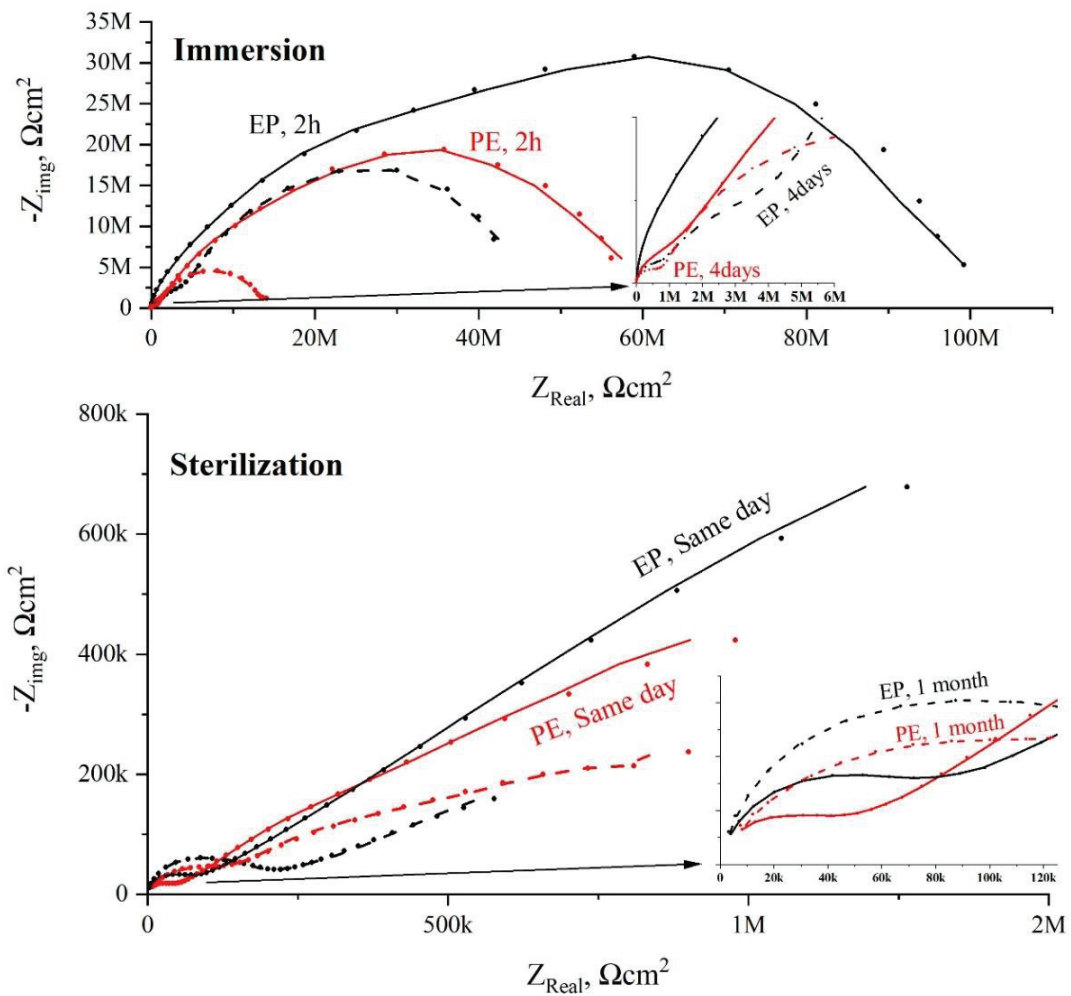 35M
30M
25M
20M
15M
10M
5M
0
-Z_img, Ωcm²
Immersion
EP, 2h
PE, 2h
EP, 4days
PE, 4days
0 1M 2M 3M 4M 5M 6M
0 20M 40M 60M 80M 100M
Z_Real, Ωcm²
800k
600k
400k
200k
0
-Z_img, Ωcm²
Sterilization
EP, Same day
PE, Same day
EP, 1 month
PE, 1 month
0 20k 40k 60k 80k 100k 120k
0 500k 1M 2M
Z_Real, Ωcm²